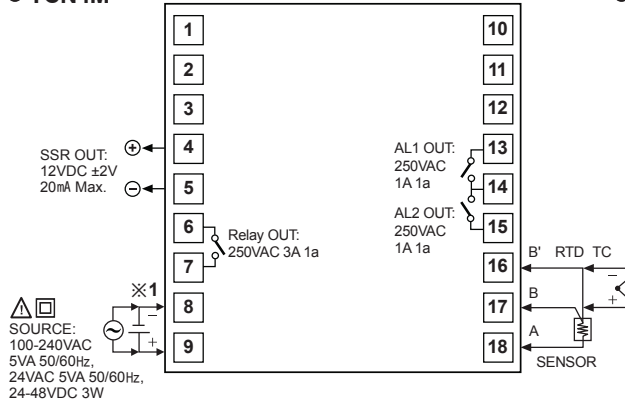 1
2
3
4
5
6
7
8
9
10
11
12
13
14
15
16
17
18
SSR OUT:
12VDC ±2V
20mA Max.
Relay OUT:
250VAC 3A 1a
AL1 OUT:
250VAC
1A 1a
AL2 OUT:
250VAC
1A 1a
※1
SOURCE:
100-240VAC
5VA 50/60Hz,
24VAC 5VA 50/60Hz,
24-48VDC 3W
B' RTD TC
B
A
SENSOR